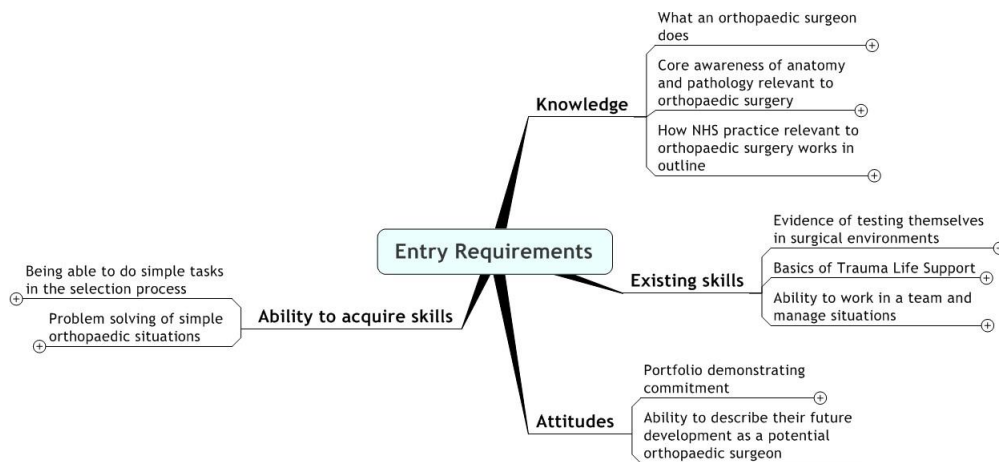 What an orthopaedic surgeon
does
Core awareness of anatomy
and pathology relevant to
orthopaedic surgery
Knowledge
How NHS practice relevant to
orthopaedic surgery works in
outline
Entry Requirements
Evidence of testing themselves
in surgical environments
Existing skills
Basics of Trauma Life Support
Ability to work in a team and
manage situations
Being able to do simple tasks
in the selection process
Ability to acquire skills
Problem solving of simple
orthopaedic situations
Portfolio demonstrating
commitment
Attitudes
Ability to describe their future
development as a potential
orthopaedic surgeon